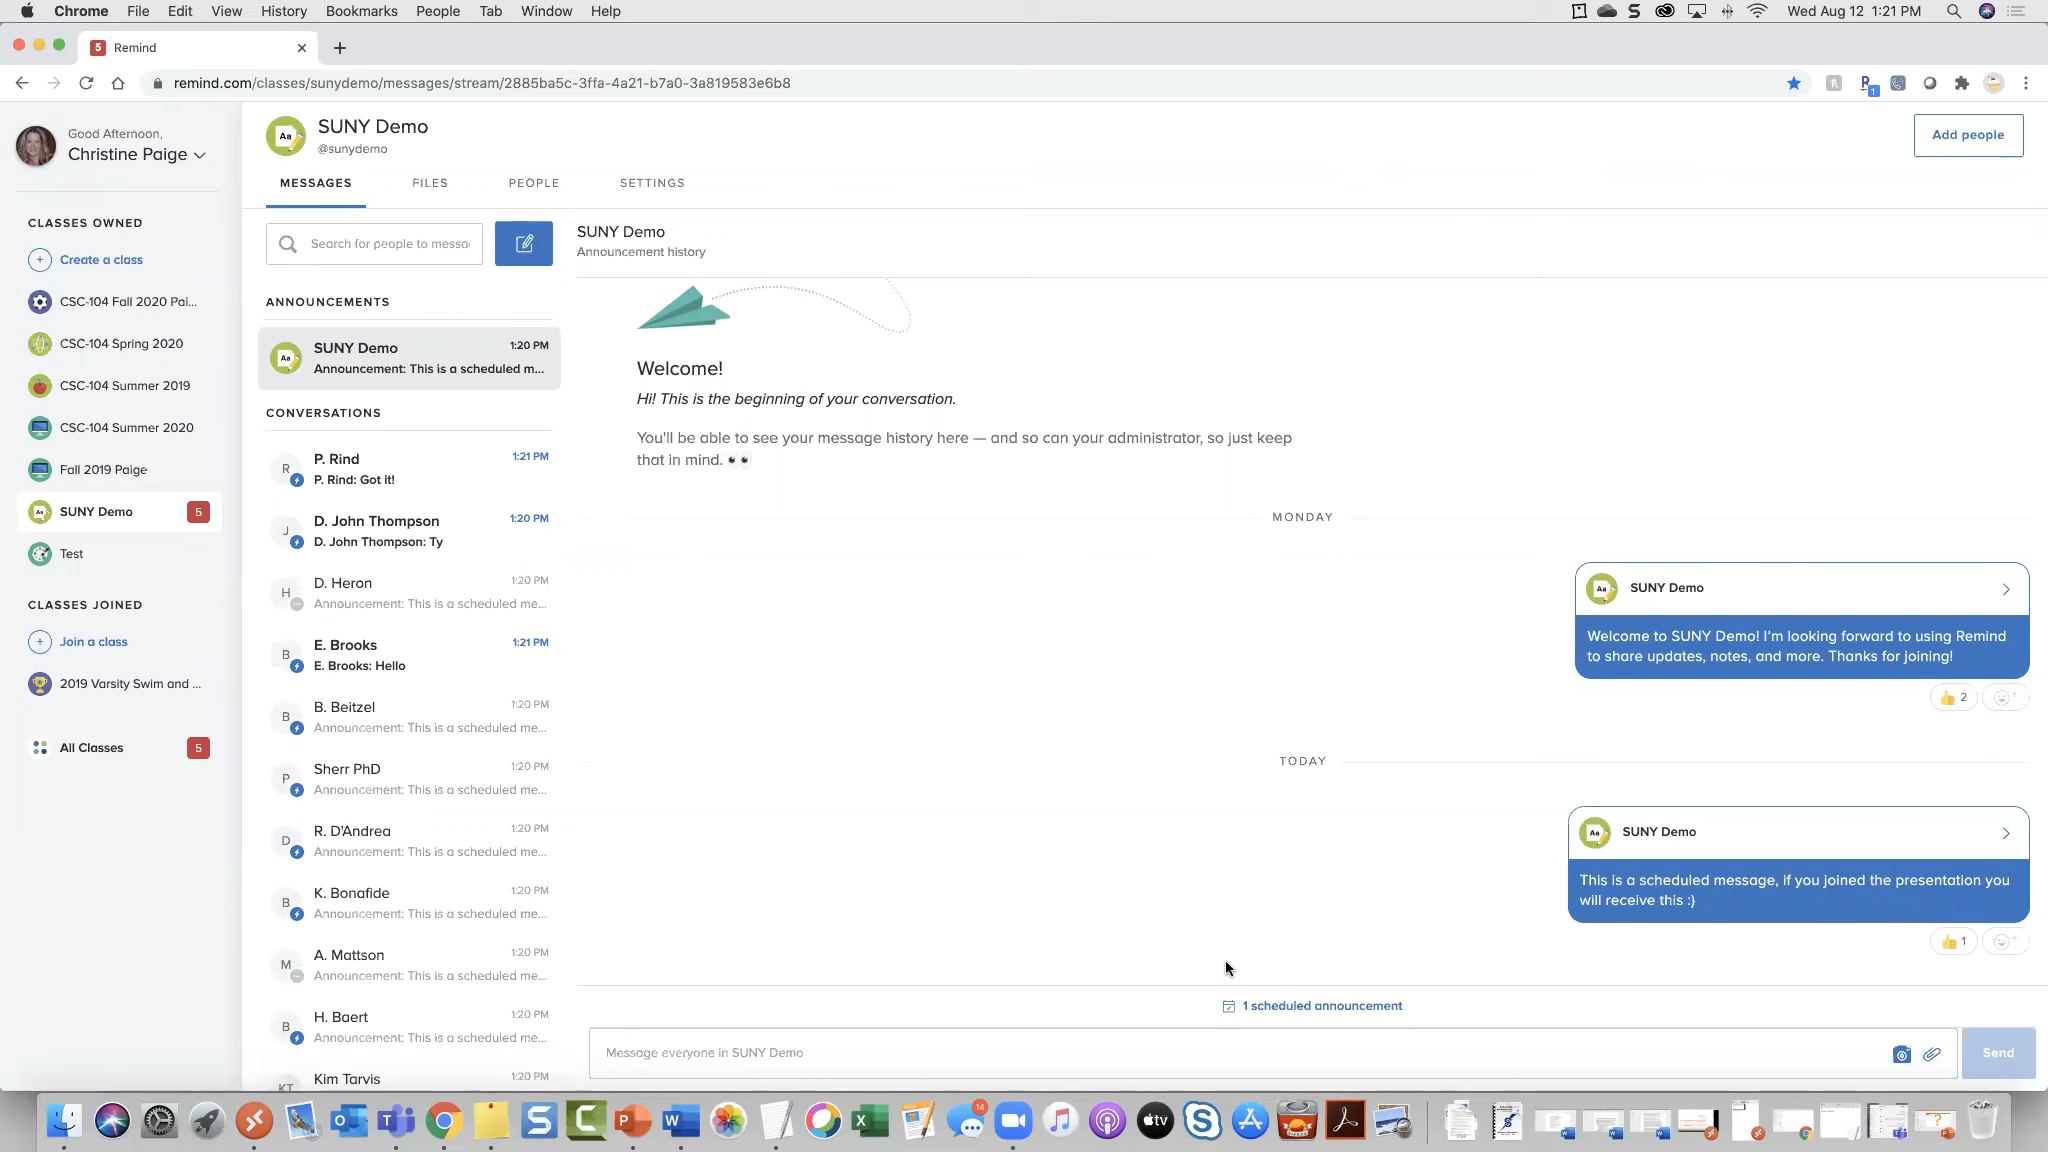 Chrome File Edit View History Bookmarks People Tab Window Help
Wed Aug 12 1:21 PM
5 Remind
remind.com/classes/sunydemo/messages/stream/2885ba5c-3ffa-4a21-b7a0-3a819583e6b8
1
Good Afternoon,
Christine Paige
CLASSES OWNED
Create a class
CSC-104 Fall 2020 Pai...
CSC-104 Spring 2020
CSC-104 Summer 2019
CSC-104 Summer 2020
Fall 2019 Paige
Aa SUNY Demo 5
Test
CLASSES JOINED
Join a class
2019 Varsity Swim and ...
All Classes 5
Aa
SUNY Demo
@sunydemo
Add people
MESSAGES FILES PEOPLE SETTINGS
Search for people to messa
ANNOUNCEMENTS
Aa
SUNY Demo 1:20 PM
Announcement: This is a scheduled m...
CONVERSATIONS
R
P. Rind 1:21 PM
P. Rind: Got it!
J
D. John Thompson 1:20 PM
D. John Thompson: Ty
H
D. Heron 1:20 PM
Announcement: This is a scheduled me...
B
E. Brooks 1:21 PM
E. Brooks: Hello
B
B. Beitzel 1:20 PM
Announcement: This is a scheduled me...
P
Sherr PhD 1:20 PM
Announcement: This is a scheduled me...
D
R. D'Andrea 1:20 PM
Announcement: This is a scheduled me...
B
K. Bonafide 1:20 PM
Announcement: This is a scheduled me...
M
A. Mattson 1:20 PM
Announcement: This is a scheduled me...
B
H. Baert 1:20 PM
Announcement: This is a scheduled me...
KT
Kim Tarvis 1:20 PM
SUNY Demo
Announcement history
Welcome!
Hi! This is the beginning of your conversation.
You'll be able to see your message history here — and so can your administrator, so just keep
that in mind. 👀
MONDAY
Aa SUNY Demo
Welcome to SUNY Demo! I'm looking forward to using Remind
to share updates, notes, and more. Thanks for joining!
👍 2
TODAY
Aa SUNY Demo
This is a scheduled message, if you joined the presentation you
will receive this :)
👍 1
1 scheduled announcement
Message everyone in SUNY Demo
Send
14
tv